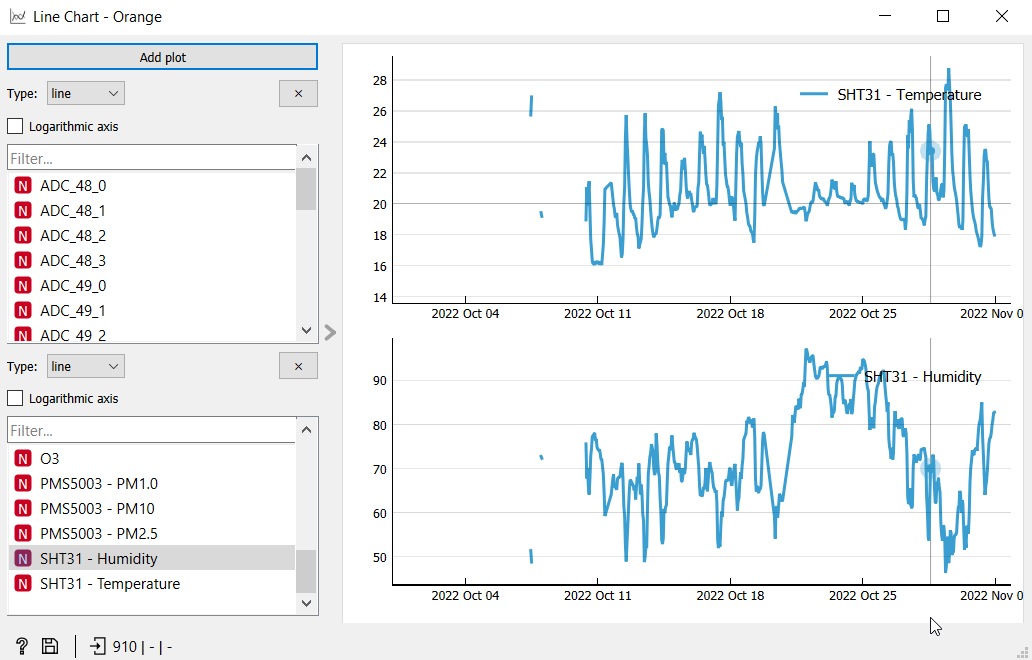 Line Chart - Orange
Add plot
Type: line ×
Logarithmic axis
Filter...
N ADC_48_0
N ADC_48_1
N ADC_48_2
N ADC_48_3
N ADC_49_0
N ADC_49_1
N ADC_49_2
Type: line ×
Logarithmic axis
Filter...
N O3
N PMS5003 - PM1.0
N PMS5003 - PM10
N PMS5003 - PM2.5
N SHT31 - Humidity
N SHT31 - Temperature
? 910 | - | -
SHT31 - Temperature
28
26
24
22
20
18
16
14
2022 Oct 04 2022 Oct 11 2022 Oct 18 2022 Oct 25 2022 Nov 0
SHT31 - Humidity
90
80
70
60
50
2022 Oct 04 2022 Oct 11 2022 Oct 18 2022 Oct 25 2022 Nov 0